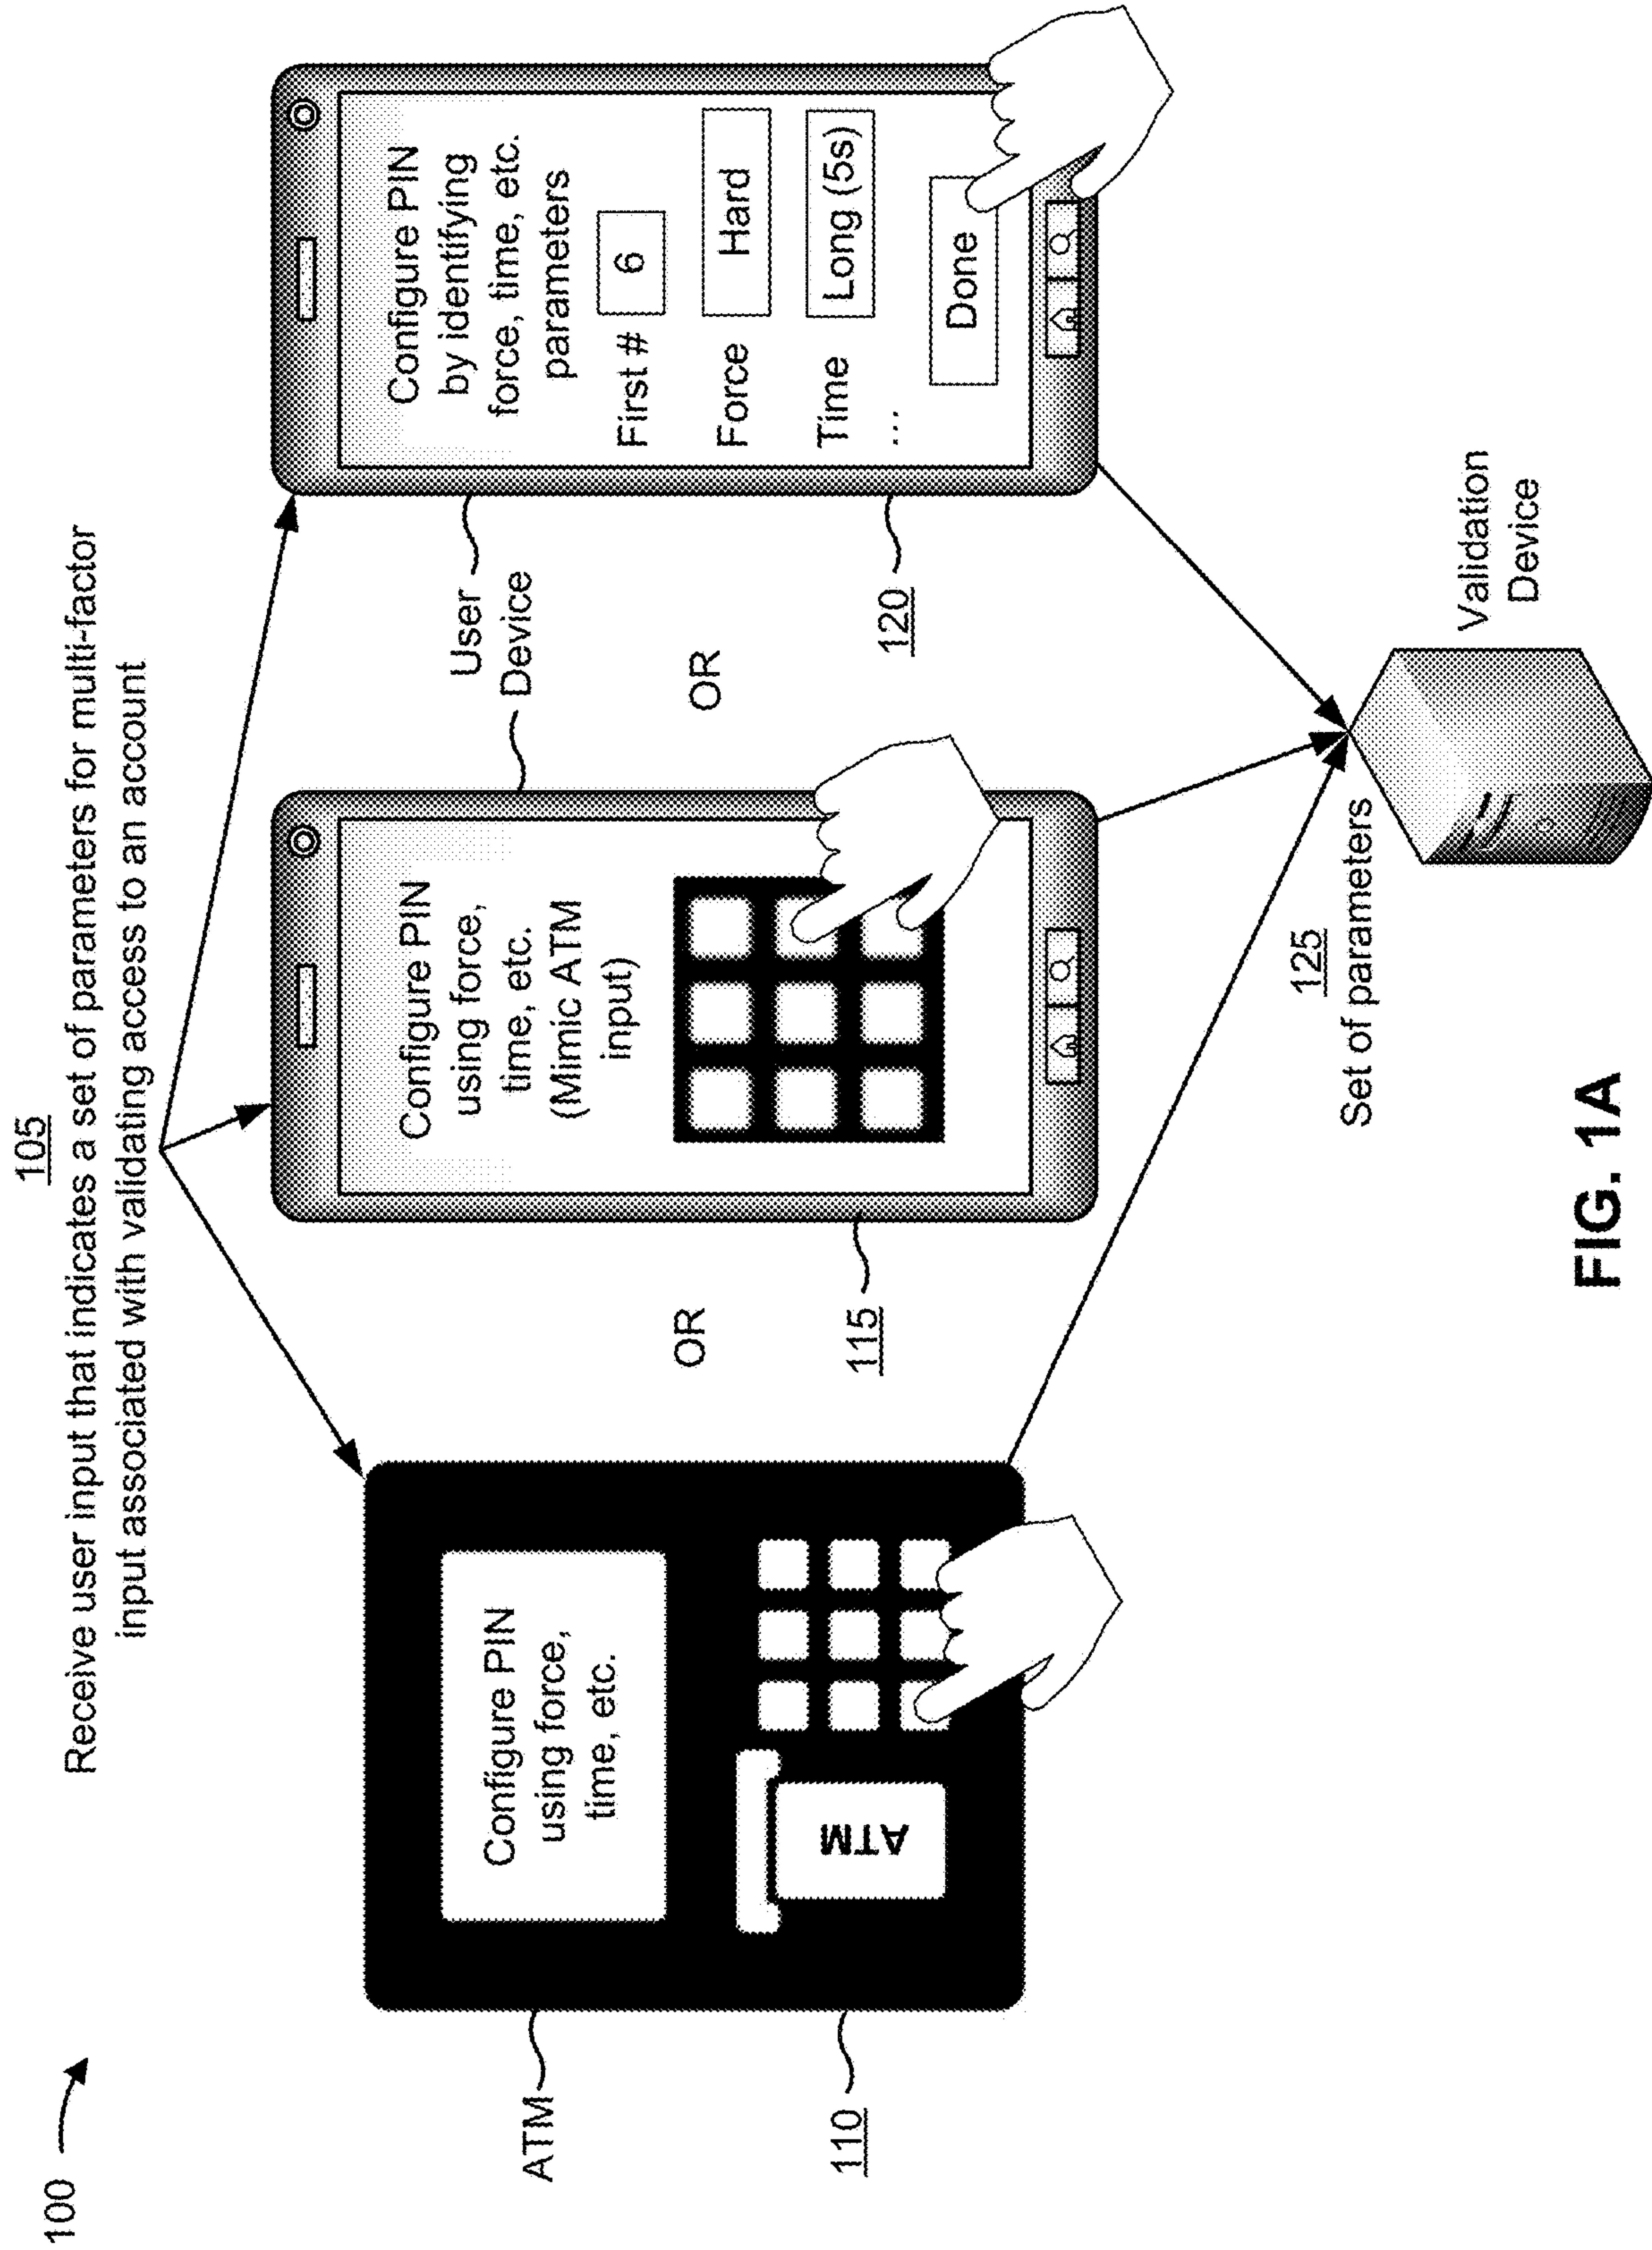 100
105
Receive user input that indicates a set of parameters for multi-factor
input associated with validating access to an account
ATM
110
Configure PIN
using force,
time, etc.
ATM
OR
115
Configure PIN
using force,
time, etc.
(Mimic ATM
input)
User
Device
OR
120
Configure PIN
by identifying
force, time, etc.
parameters
First # 6
Force Hard
Time Long (5s)
...
Done
125
Set of parameters
Validation
Device
FIG. 1A